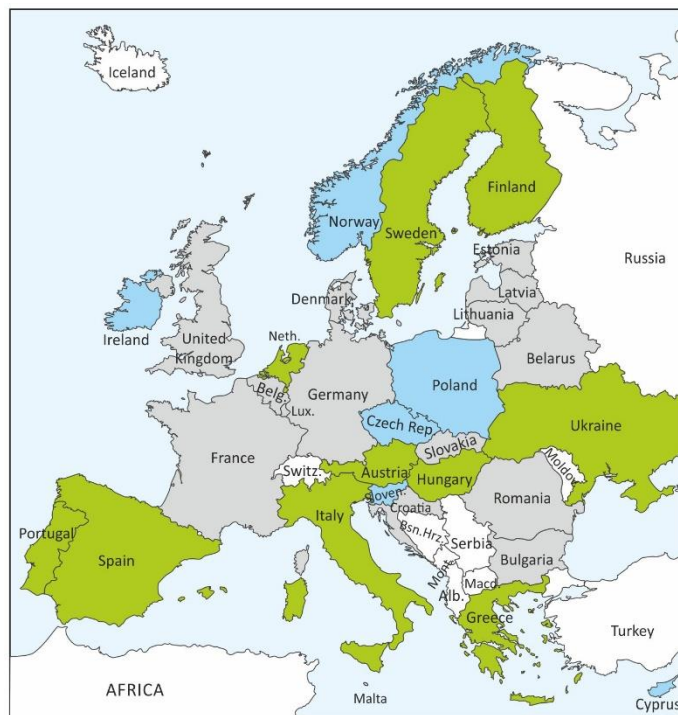 Iceland
Norway
Sweden
Finland
Russia
Estonia
Latvia
Lithuania
Denmark
Ireland
United
Kingdom
Neth.
Belg.
Lux.
Germany
Poland
Belarus
Czech Rep.
Slovakia
Ukraine
France
Switz.
Austria
Hungary
Moldov.
Sloven.
Croatia
Romania
Italy
Bsn.Hrz.
Serbia
Portugal
Spain
Mont.
Bulgaria
Macd.
Alb.
Greece
Turkey
AFRICA
Malta
Cyprus